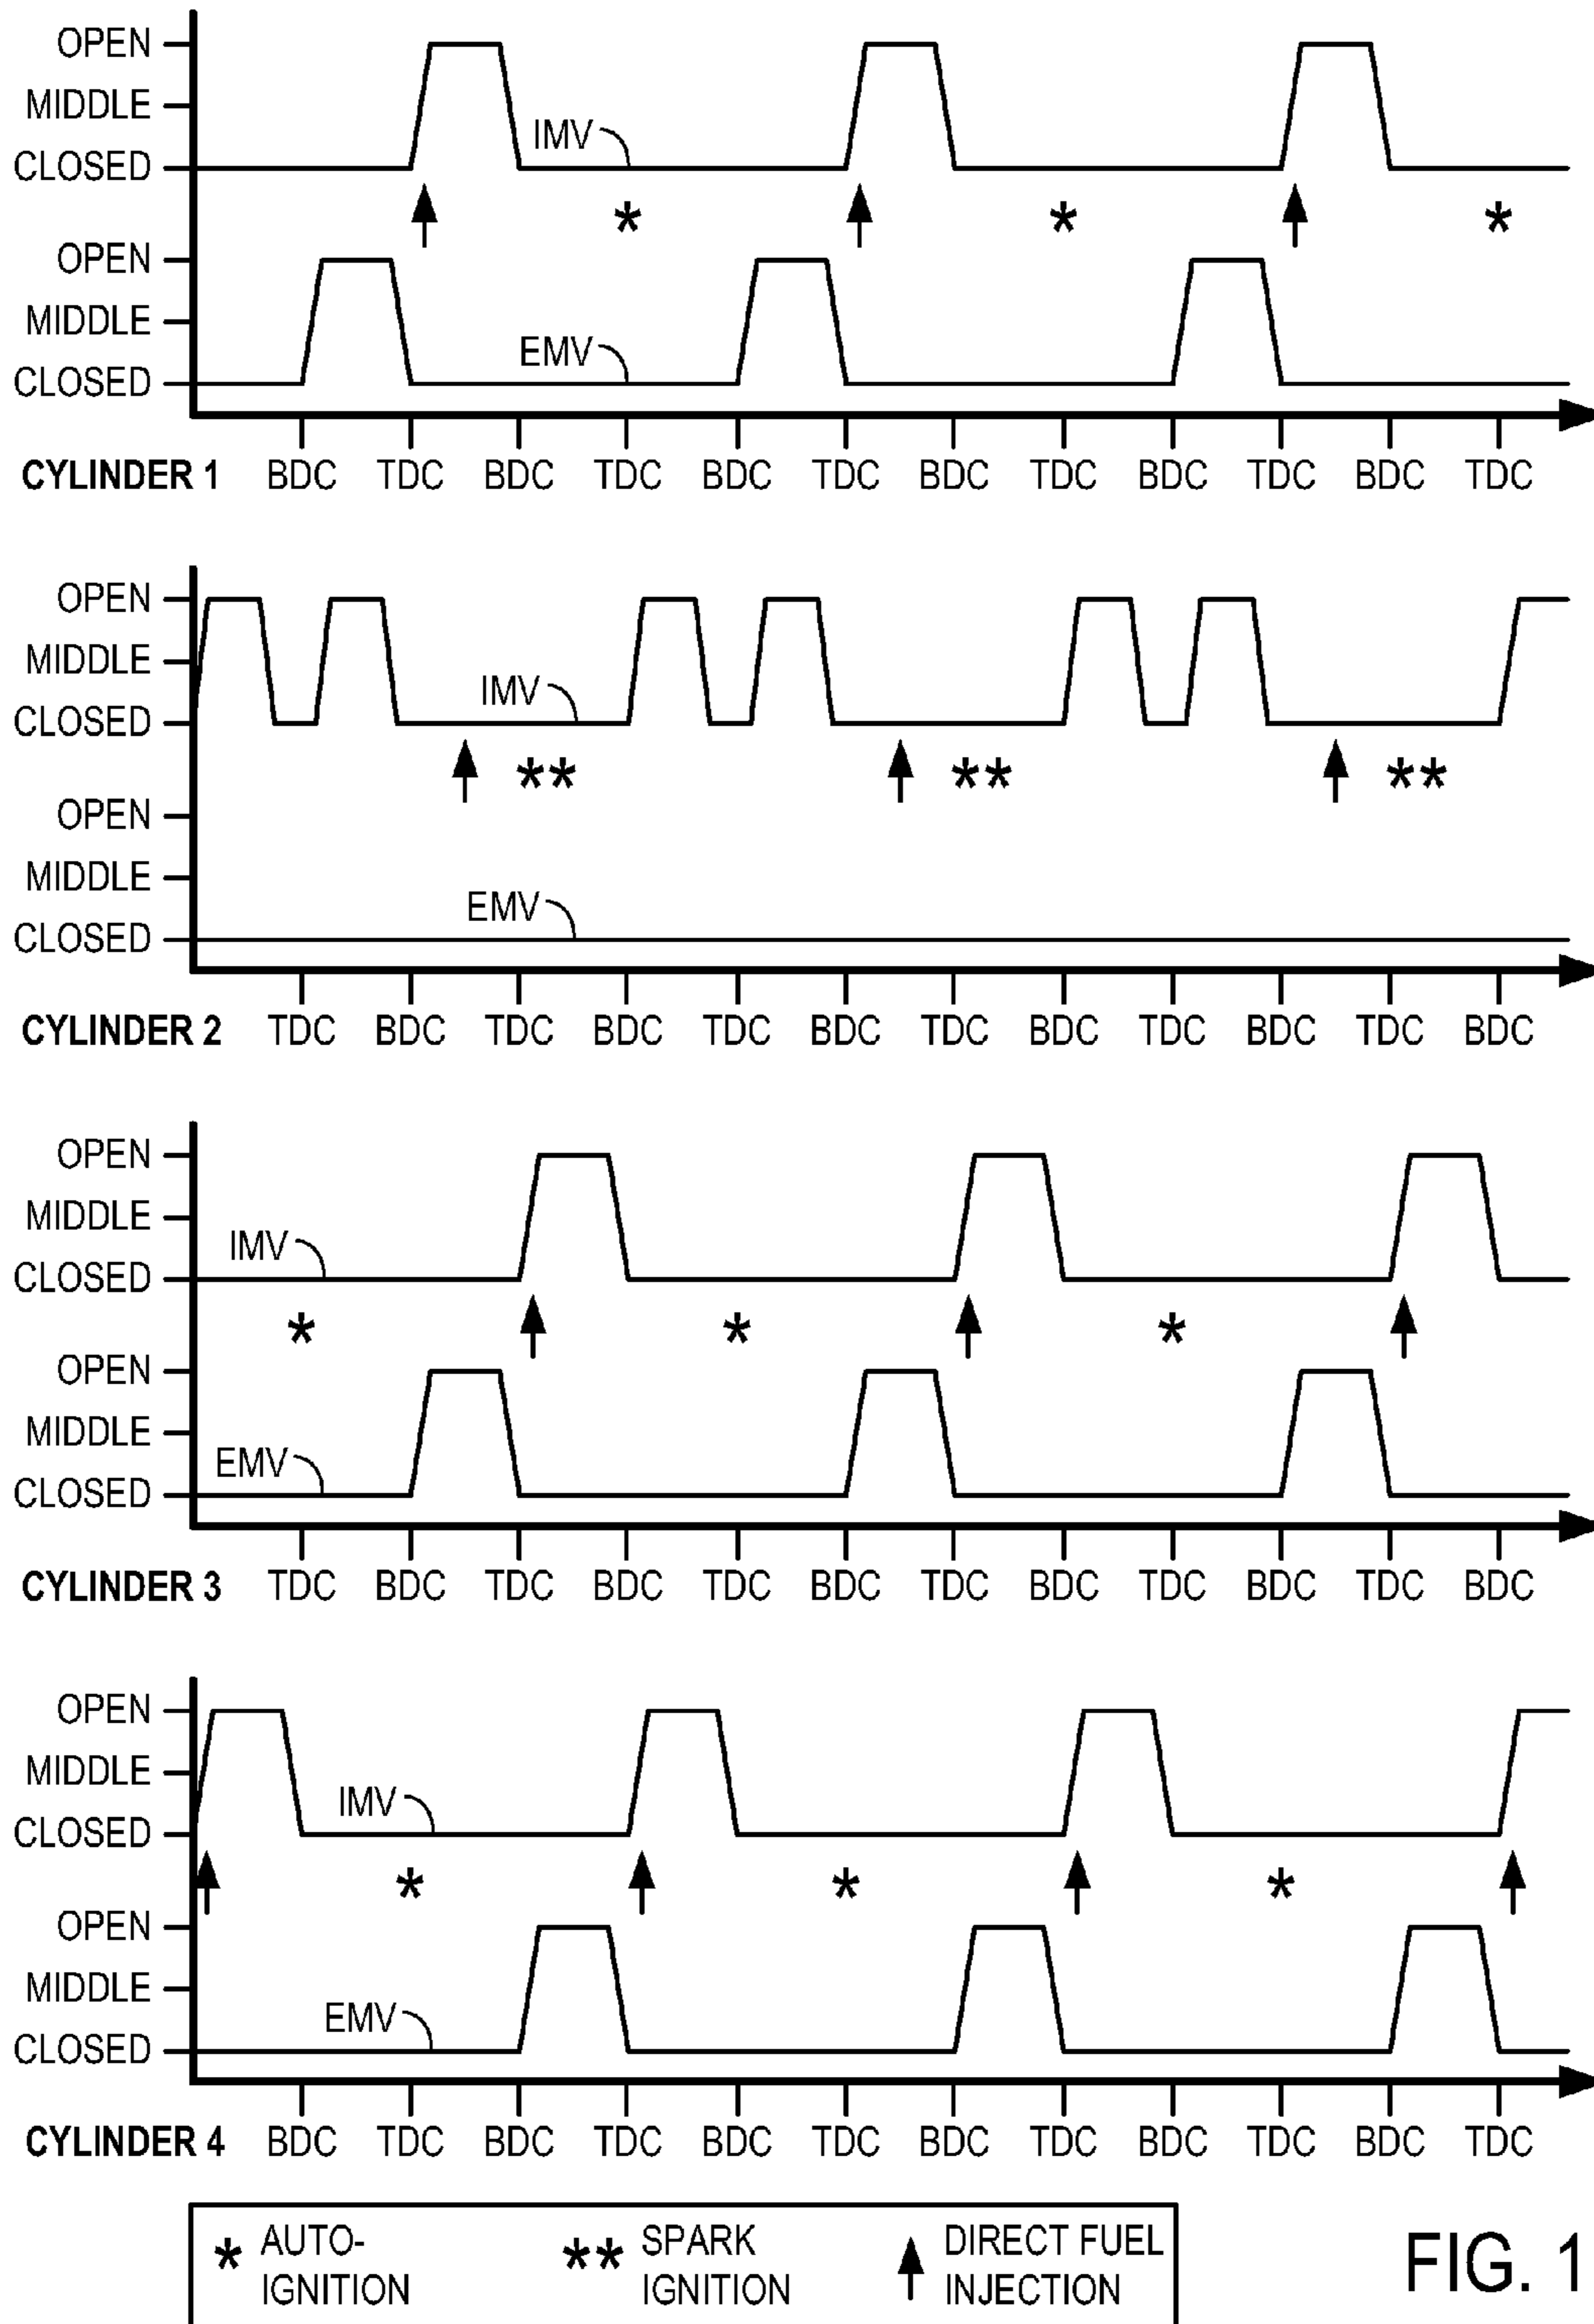 OPEN
MIDDLE
CLOSED
IMV
*
*
*
OPEN
MIDDLE
CLOSED
EMV
CYLINDER 1 BDC TDC BDC TDC BDC TDC BDC TDC BDC TDC BDC TDC
OPEN
MIDDLE
CLOSED
IMV
**
**
**
OPEN
MIDDLE
CLOSED
EMV
CYLINDER 2 TDC BDC TDC BDC TDC BDC TDC BDC TDC BDC TDC BDC
OPEN
MIDDLE
CLOSED
IMV
*
*
*
OPEN
MIDDLE
CLOSED
EMV
CYLINDER 3 TDC BDC TDC BDC TDC BDC TDC BDC TDC BDC TDC BDC
OPEN
MIDDLE
CLOSED
IMV
*
*
*
OPEN
MIDDLE
CLOSED
EMV
CYLINDER 4 BDC TDC BDC TDC BDC TDC BDC TDC BDC TDC BDC TDC
* AUTO-
IGNITION
** SPARK
IGNITION
DIRECT FUEL
INJECTION
FIG. 1